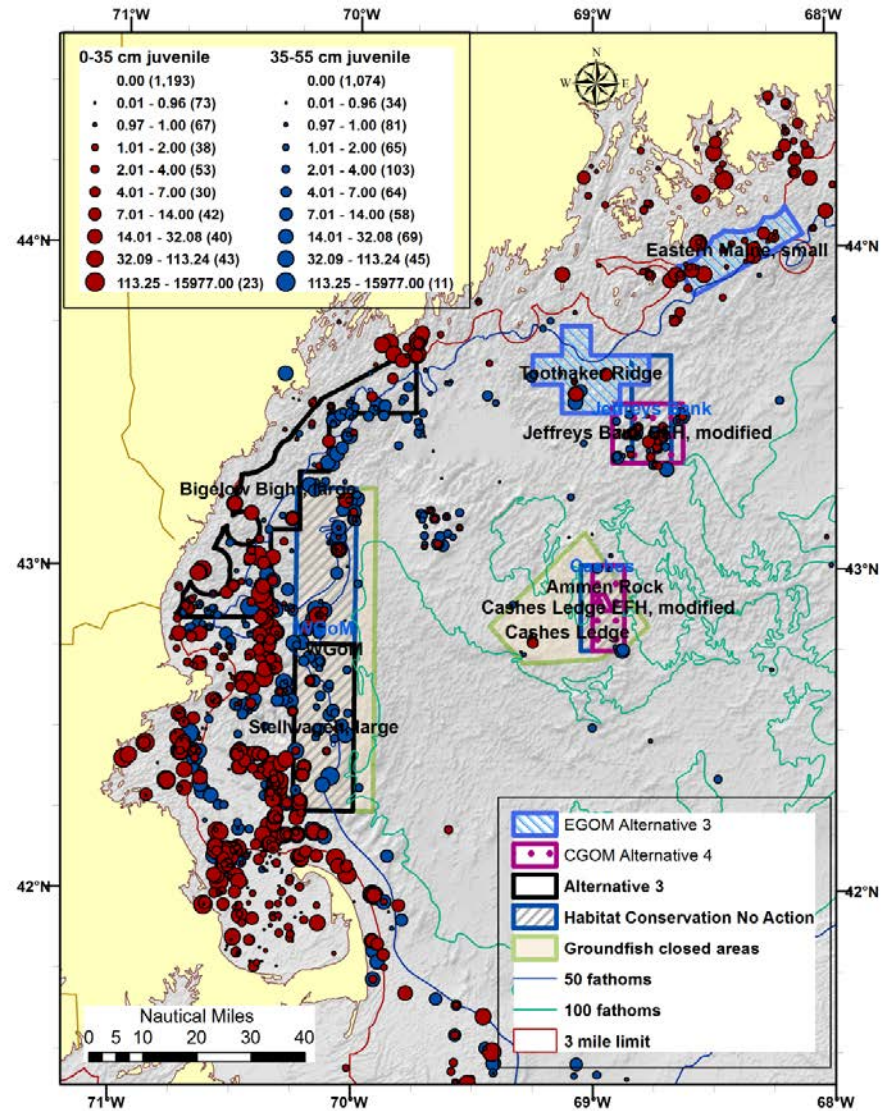 71°W 70°W 69°W 68°W
0-35 cm juvenile 35-55 cm juvenile
0.00 (1,193) 0.00 (1,074)
0.01 - 0.96 (73) 0.01 - 0.96 (34)
0.97 - 1.00 (67) 0.97 - 1.00 (81)
1.01 - 2.00 (38) 1.01 - 2.00 (65)
2.01 - 4.00 (53) 2.01 - 4.00 (103)
4.01 - 7.00 (30) 4.01 - 7.00 (64)
7.01 - 14.00 (42) 7.01 - 14.00 (58)
14.01 - 32.08 (40) 14.01 - 32.08 (69)
32.09 - 113.24 (43) 32.09 - 113.24 (45)
113.25 - 15977.00 (23) 113.25 - 15977.00 (11)
N
W E
S
44°N 44°N
Eastern Maine, small
Toothaker Ridge
Jeffreys Bank
Jeffreys Bank EFH, modified
Bigelow Bight, large
43°N 43°N
Cashes
Ammen Rock
Cashes Ledge EFH, modified
Cashes Ledge
WGoM
WGoM
Stellwagen, large
42°N 42°N
EGOM Alternative 3
CGOM Alternative 4
Alternative 3
Habitat Conservation No Action
Groundfish closed areas
50 fathoms
100 fathoms
3 mile limit
Nautical Miles
0 5 10 20 30 40
71°W 70°W 69°W 68°W